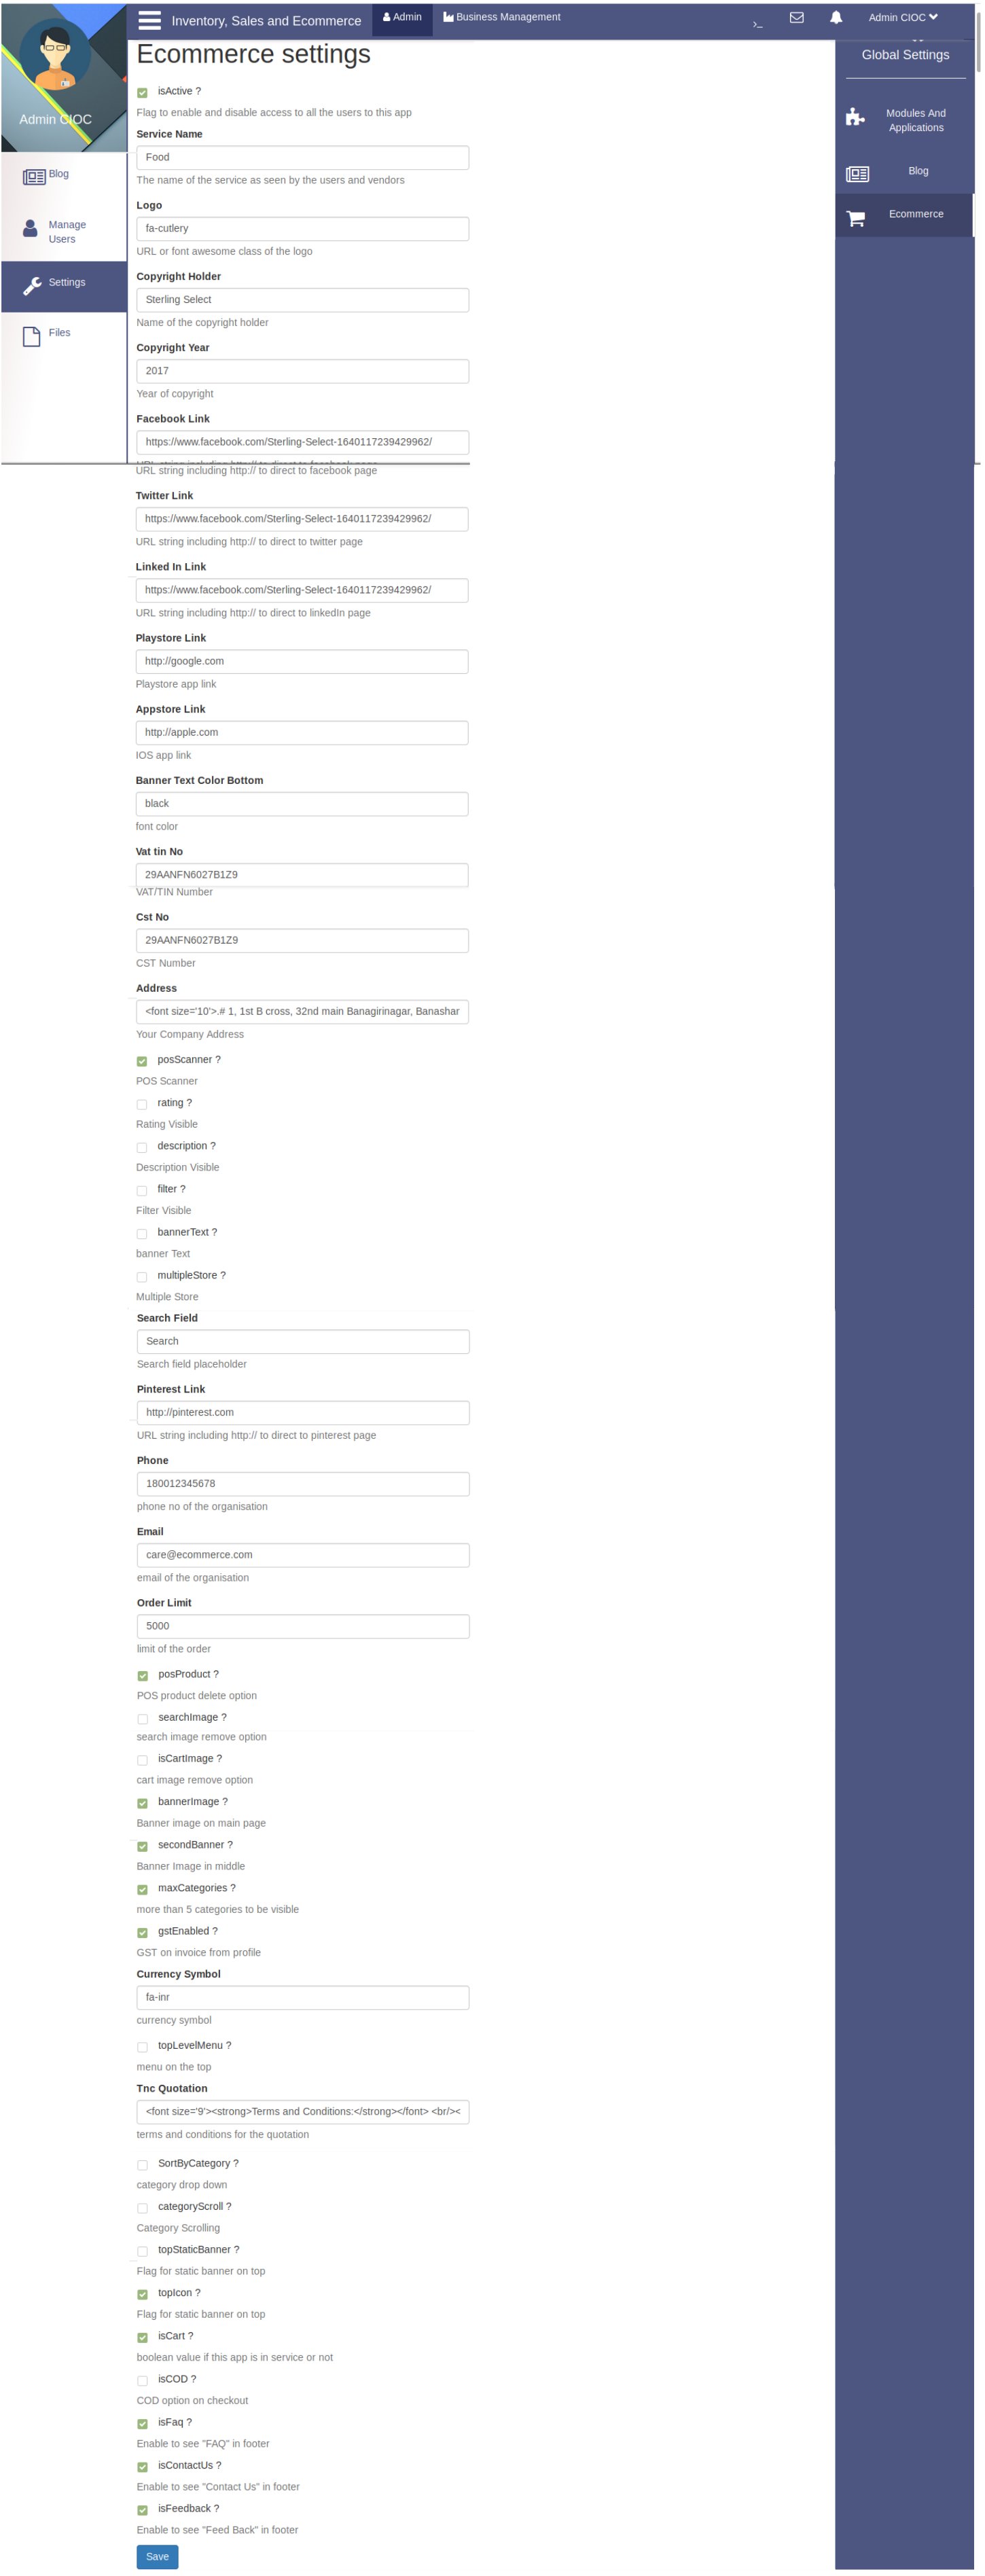 Inventory, Sales and Ecommerce
Admin
Business Management
Admin CIOC
Admin CIOC
Blog
Manage
Users
Settings
Files
Ecommerce settings
isActive ?
Flag to enable and disable access to all the users to this app
Service Name
Food
The name of the service as seen by the users and vendors
Logo
fa-cutlery
URL or font awesome class of the logo
Copyright Holder
Sterling Select
Name of the copyright holder
Copyright Year
2017
Year of copyright
Facebook Link
https://www.facebook.com/Sterling-Select-1640117239429962/
URL string including http:// to direct to facebook page
Twitter Link
https://www.facebook.com/Sterling-Select-1640117239429962/
URL string including http:// to direct to twitter page
Linked In Link
https://www.facebook.com/Sterling-Select-1640117239429962/
URL string including http:// to direct to linkedIn page
Playstore Link
http://google.com
Playstore app link
Appstore Link
http://apple.com
IOS app link
Banner Text Color Bottom
black
font color
Vat tin No
29AANFN6027B1Z9
VAT/TIN Number
Cst No
29AANFN6027B1Z9
CST Number
Address
<font size='10'>.# 1, 1st B cross, 32nd main Banagirinagar, Banashar
Your Company Address
posScanner ?
POS Scanner
rating ?
Rating Visible
description ?
Description Visible
filter ?
Filter Visible
bannerText ?
banner Text
multipleStore ?
Multiple Store
Search Field
Search
Search field placeholder
Pinterest Link
http://pinterest.com
URL string including http:// to direct to pinterest page
Phone
180012345678
phone no of the organisation
Email
care@ecommerce.com
email of the organisation
Order Limit
5000
limit of the order
posProduct ?
POS product delete option
searchImage ?
search image remove option
isCartImage ?
cart image remove option
bannerImage ?
Banner image on main page
secondBanner ?
Banner Image in middle
maxCategories ?
more than 5 categories to be visible
gstEnabled ?
GST on invoice from profile
Currency Symbol
fa-inr
currency symbol
topLevelMenu ?
menu on the top
Tnc Quotation
<font size='9'><strong>Terms and Conditions:</strong></font> <br/><
terms and conditions for the quotation
SortByCategory ?
category drop down
categoryScroll ?
Category Scrolling
topStaticBanner ?
Flag for static banner on top
topIcon ?
Flag for static banner on top
isCart ?
boolean value if this app is in service or not
isCOD ?
COD option on checkout
isFaq ?
Enable to see "FAQ" in footer
isContactUs ?
Enable to see "Contact Us" in footer
isFeedback ?
Enable to see "Feed Back" in footer
Save
Global Settings
Modules And
Applications
Blog
Ecommerce